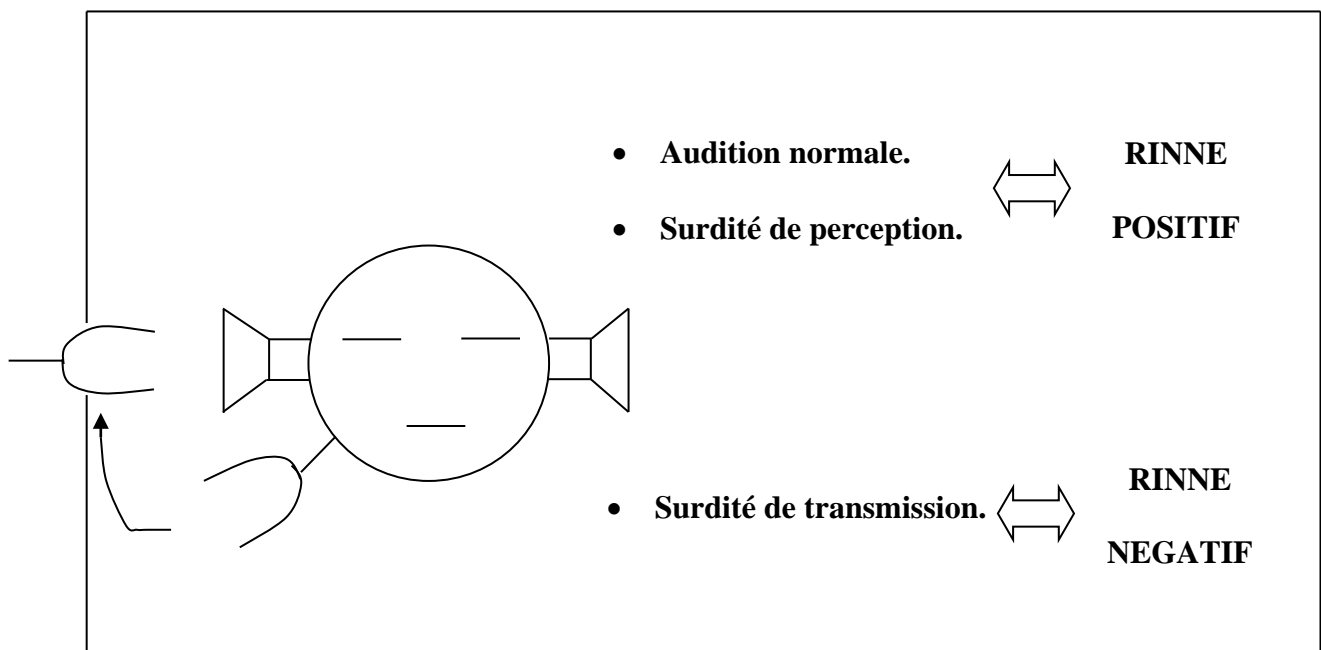 • Audition normale.
RINNE
• Surdité de perception.
POSITIF
RINNE
• Surdité de transmission.
NEGATIF